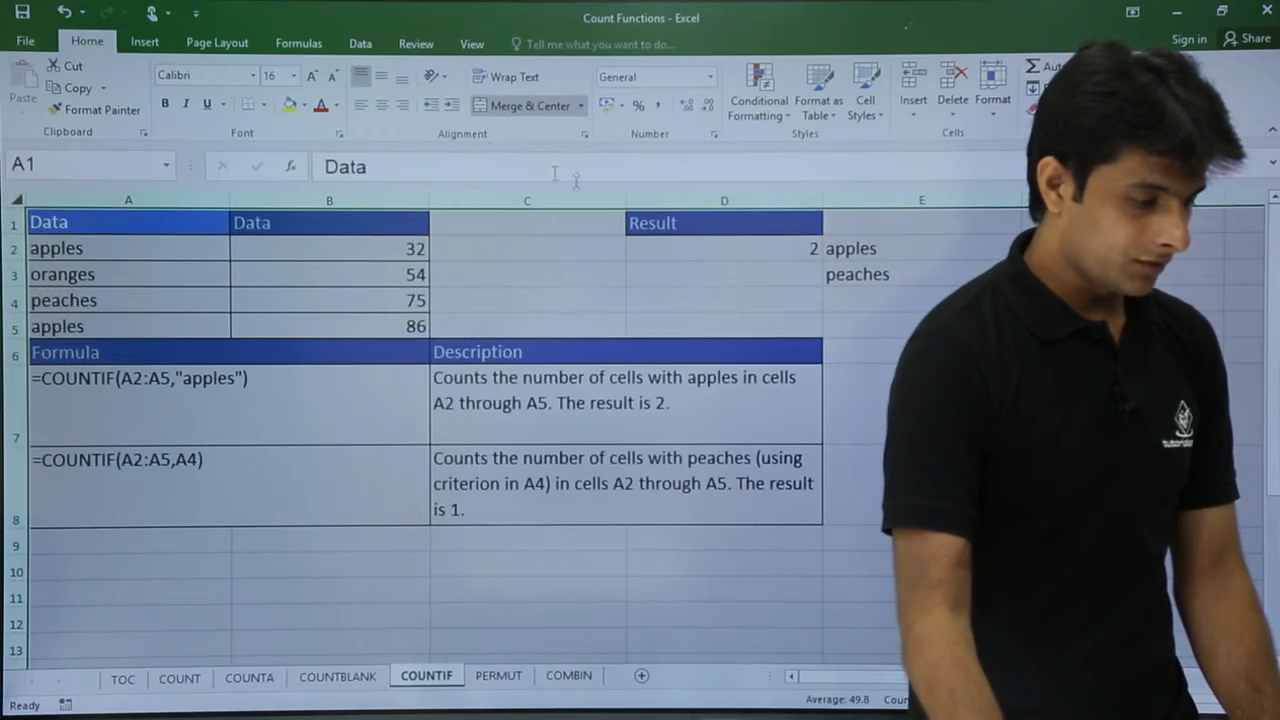 Count Functions - Excel
Sign in
Share
File
Home
Insert
Page Layout
Formulas
Data
Review
View
Tell me what you want to do...
Paste
Cut
Copy
Format Painter
Clipboard
Calibri
16
A A
B I U
A
Font
Wrap Text
Merge & Center
Alignment
General
% ,
Number
Conditional
Formatting
Format as
Table
Cell
Styles
Styles
Insert
Delete
Format
Cells
A1
fx
Data
A B C D E
1 Data Data Result
2 apples 32 2 apples
3 oranges 54 peaches
4 peaches 75
5 apples 86
6 Formula Description
7 =COUNTIF(A2:A5,"apples") Counts the number of cells with apples in cells
A2 through A5. The result is 2.
8 =COUNTIF(A2:A5,A4) Counts the number of cells with peaches (using
criterion in A4) in cells A2 through A5. The result
is 1.
9
10
11
12
13
TOC COUNT COUNTA COUNTBLANK COUNTIF PERMUT COMBIN
Ready
Average: 49.8